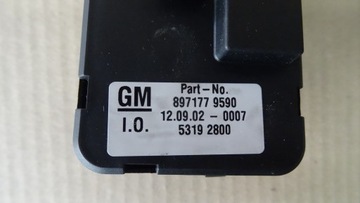 GM
Part-No.
897177 9590
I.O.
12.09.02 - 0007
5319 2800